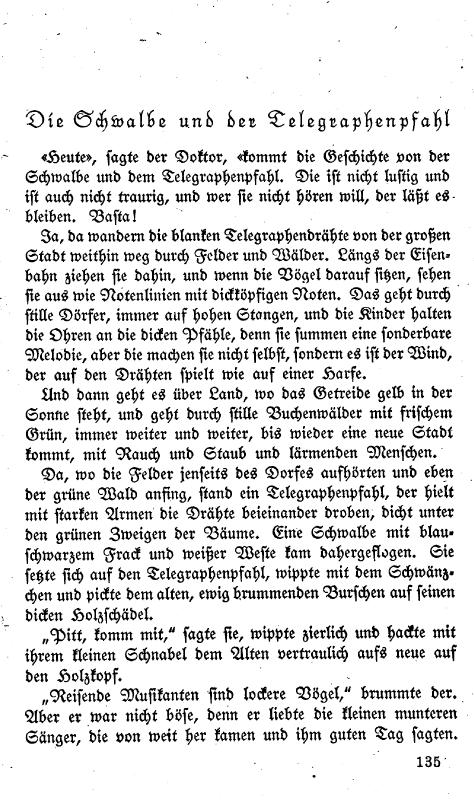 Die Schwalbe und der Telegraphenpfahl
«Heute», sagte der Doktor, «kommt die Geschichte von der
Schwalbe und dem Telegraphenpfahl. Die ist nicht lustig und
ist auch nicht traurig, und wer sie nicht hören will, der läßt es
bleiben. Basta!
Ja, da wandern die blanken Telegraphendrähte von der großen
Stadt weithin weg durch Felder und Wälder. Längs der Eisen-
bahn ziehen sie dahin, und wenn die Vögel darauf sitzen, sehen
sie aus wie Notenlinien mit dickköpfigen Noten. Das geht durch
stille Dörfer, immer auf hohen Stangen, und die Kinder halten
die Ohren an die dicken Pfähle, denn sie summen eine sonderbare
Melodie, aber die machen sie nicht selbst, sondern es ist der Wind,
der auf den Drähten spielt wie auf einer Harfe.
Und dann geht es über Land, wo das Getreide gelb in der
Sonne steht, und geht durch stille Buchenwälder mit frischem
Grün, immer weiter und weiter, bis wieder eine neue Stadt
kommt, mit Rauch und Staub und lärmenden Menschen.
Da, wo die Felder jenseits des Dorfes aufhörten und eben
der grüne Wald anfing, stand ein Telegraphenpfahl, der hielt
mit starken Armen die Drähte beieinander droben, dicht unter
den grünen Zweigen der Bäume. Eine Schwalbe mit blau-
schwarzem Frack und weißer Weste kam dahergeflogen. Sie
setzte sich auf den Telegraphenpfahl, wippte mit dem Schwänz-
chen und pickte dem alten, ewig brummenden Burschen auf seinen
dicken Holzschädel.
„Pitt, komm mit,“ sagte sie, wippte zierlich und hackte mit
ihrem kleinen Schnabel dem Alten vertraulich aufs neue auf
den Holzkopf.
„Reisende Musikanten sind lockere Vögel,“ brummte der.
Aber er war nicht böse, denn er liebte die kleinen munteren
Sänger, die von weit her kamen und ihm guten Tag sagten.
135